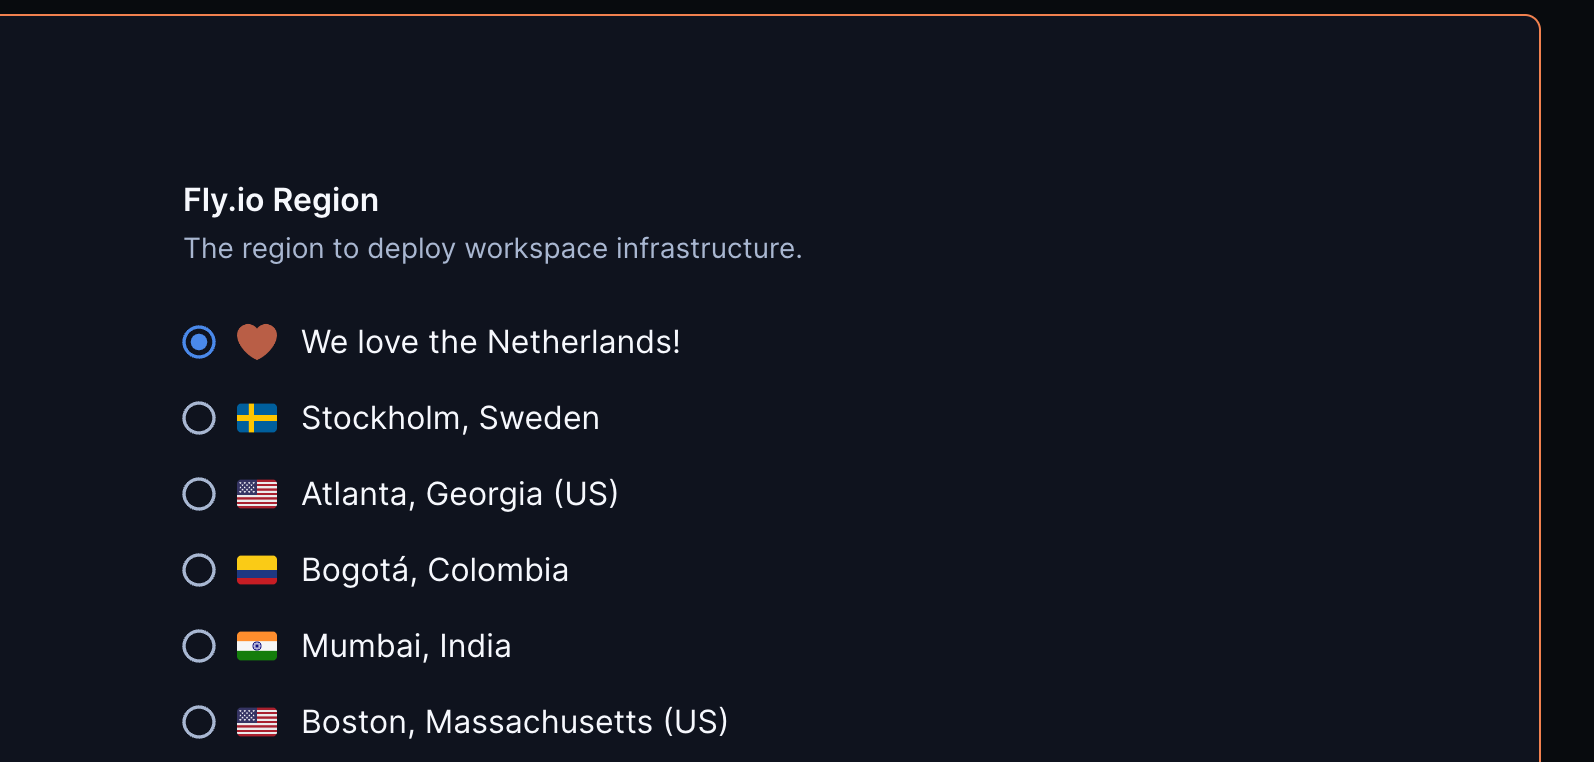 Fly.io Region
The region to deploy workspace infrastructure.
We love the Netherlands!
Stockholm, Sweden
Atlanta, Georgia (US)
Bogotá, Colombia
Mumbai, India
Boston, Massachusetts (US)